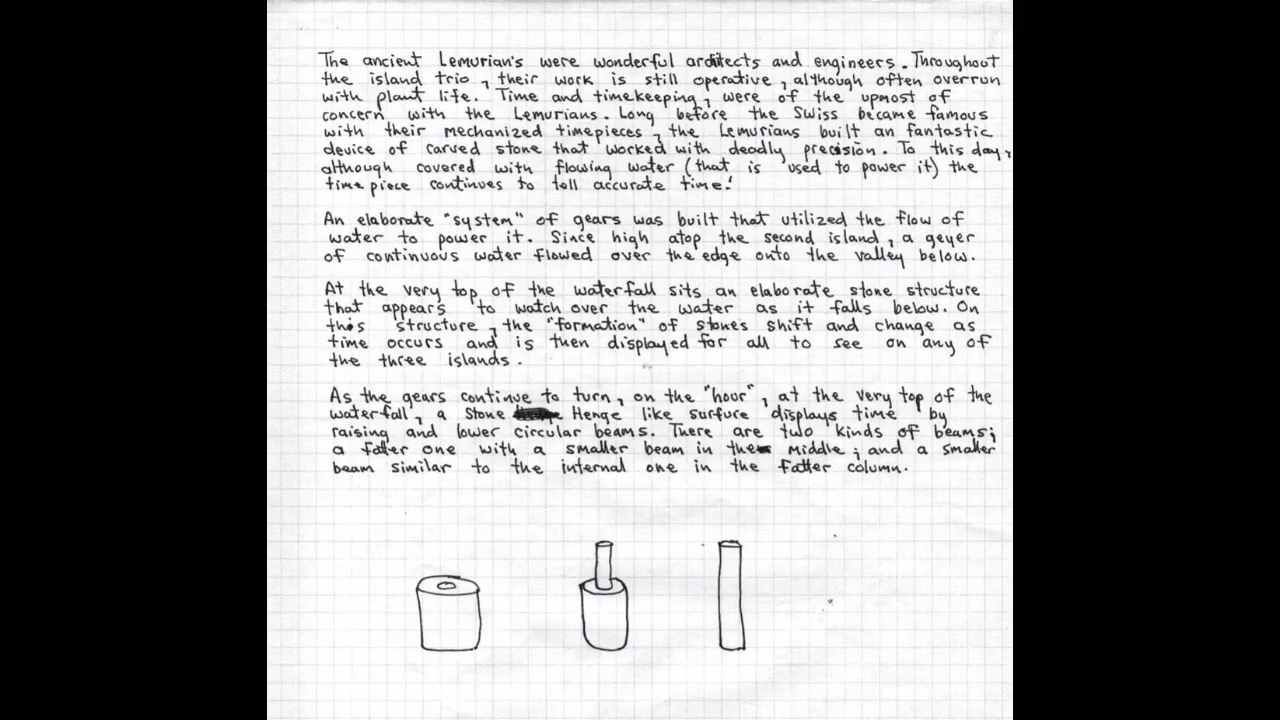 The ancient Lemurian's were wonderful architects and engineers. Throughout
the island trio, their work is still operative, although often overrun
with plant life. Time and timekeeping, were of the upmost of
concern with the Lemurians. Long before the Swiss became famous
with their mechanized timepieces, the Lemurians built an fantastic
device of carved stone that worked with deadly precision. To this day,
although covered with flowing water (that is used to power it) the
timepiece continues to tell accurate time!
An elaborate "system" of gears was built that utilized the flow of
water to power it. Since high atop the second island, a geyer
of continuous water flowed over the edge onto the valley below.
At the very top of the waterfall sits an elaborate stone structure
that appears to watch over the water as it falls below. On
this structure, the "formation" of stones shift and change as
time occurs and is then displayed for all to see on any of
the three islands.
As the gears continue to turn, on the "hour", at the very top of the
waterfall, a Stone Henge like surfure displays time by
raising and lower circular beams. There are two kinds of beams;
a fatter one with a smaller beam in the Middle; and a smaller
beam similar to the internal one in the fatter column.